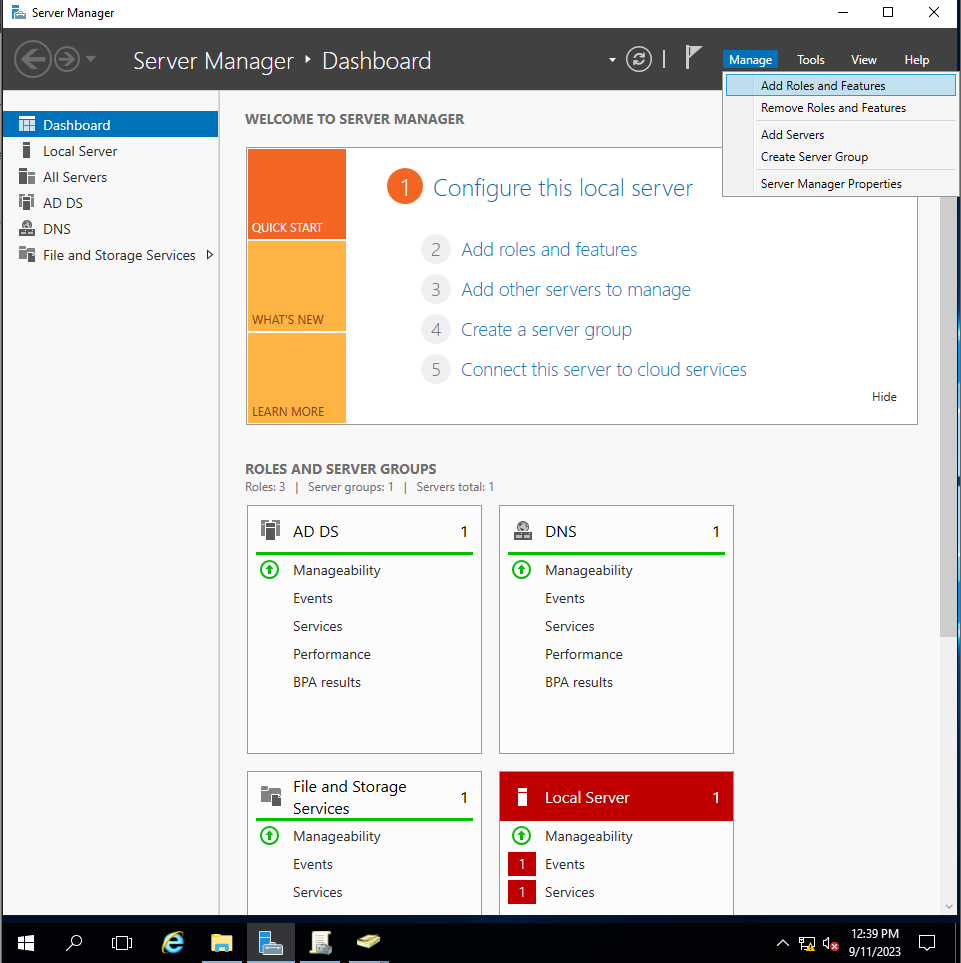 Server Manager
Server Manager ‣ Dashboard
Manage Tools View Help
Add Roles and Features
Remove Roles and Features
Add Servers
Create Server Group
Server Manager Properties
Dashboard
Local Server
All Servers
AD DS
DNS
File and Storage Services
WELCOME TO SERVER MANAGER
QUICK START
WHAT'S NEW
LEARN MORE
1 Configure this local server
2 Add roles and features
3 Add other servers to manage
4 Create a server group
5 Connect this server to cloud services
Hide
ROLES AND SERVER GROUPS
Roles: 3 | Server groups: 1 | Servers total: 1
AD DS 1
Manageability
Events
Services
Performance
BPA results
DNS 1
Manageability
Events
Services
Performance
BPA results
File and Storage
Services 1
Manageability
Events
Services
Local Server 1
Manageability
1 Events
1 Services
12:39 PM
9/11/2023